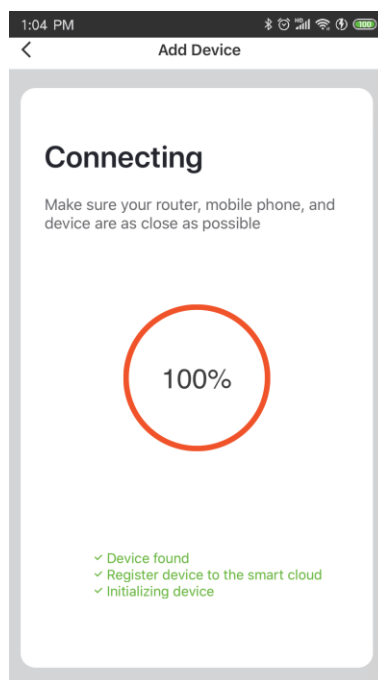 1:04 PM
100
Add Device
Connecting
Make sure your router, mobile phone, and
device are as close as possible
100%
Device found
Register device to the smart cloud
Initializing device